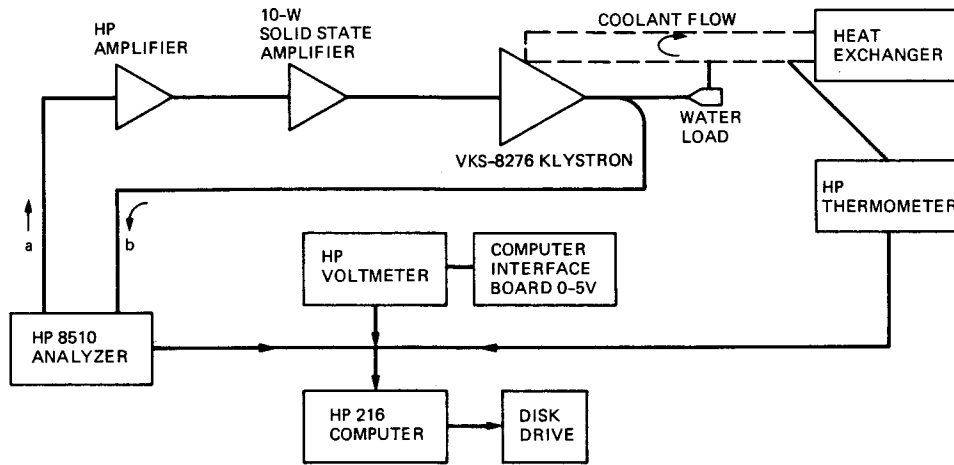 HP
AMPLIFIER
10-W
SOLID STATE
AMPLIFIER
COOLANT FLOW
HEAT
EXCHANGER
WATER
LOAD
VKS-8276 KLYSTRON
HP
THERMOMETER
a
b
HP
VOLTMETER
COMPUTER
INTERFACE
BOARD 0-5V
HP 8510
ANALYZER
HP 216
COMPUTER
DISK
DRIVE